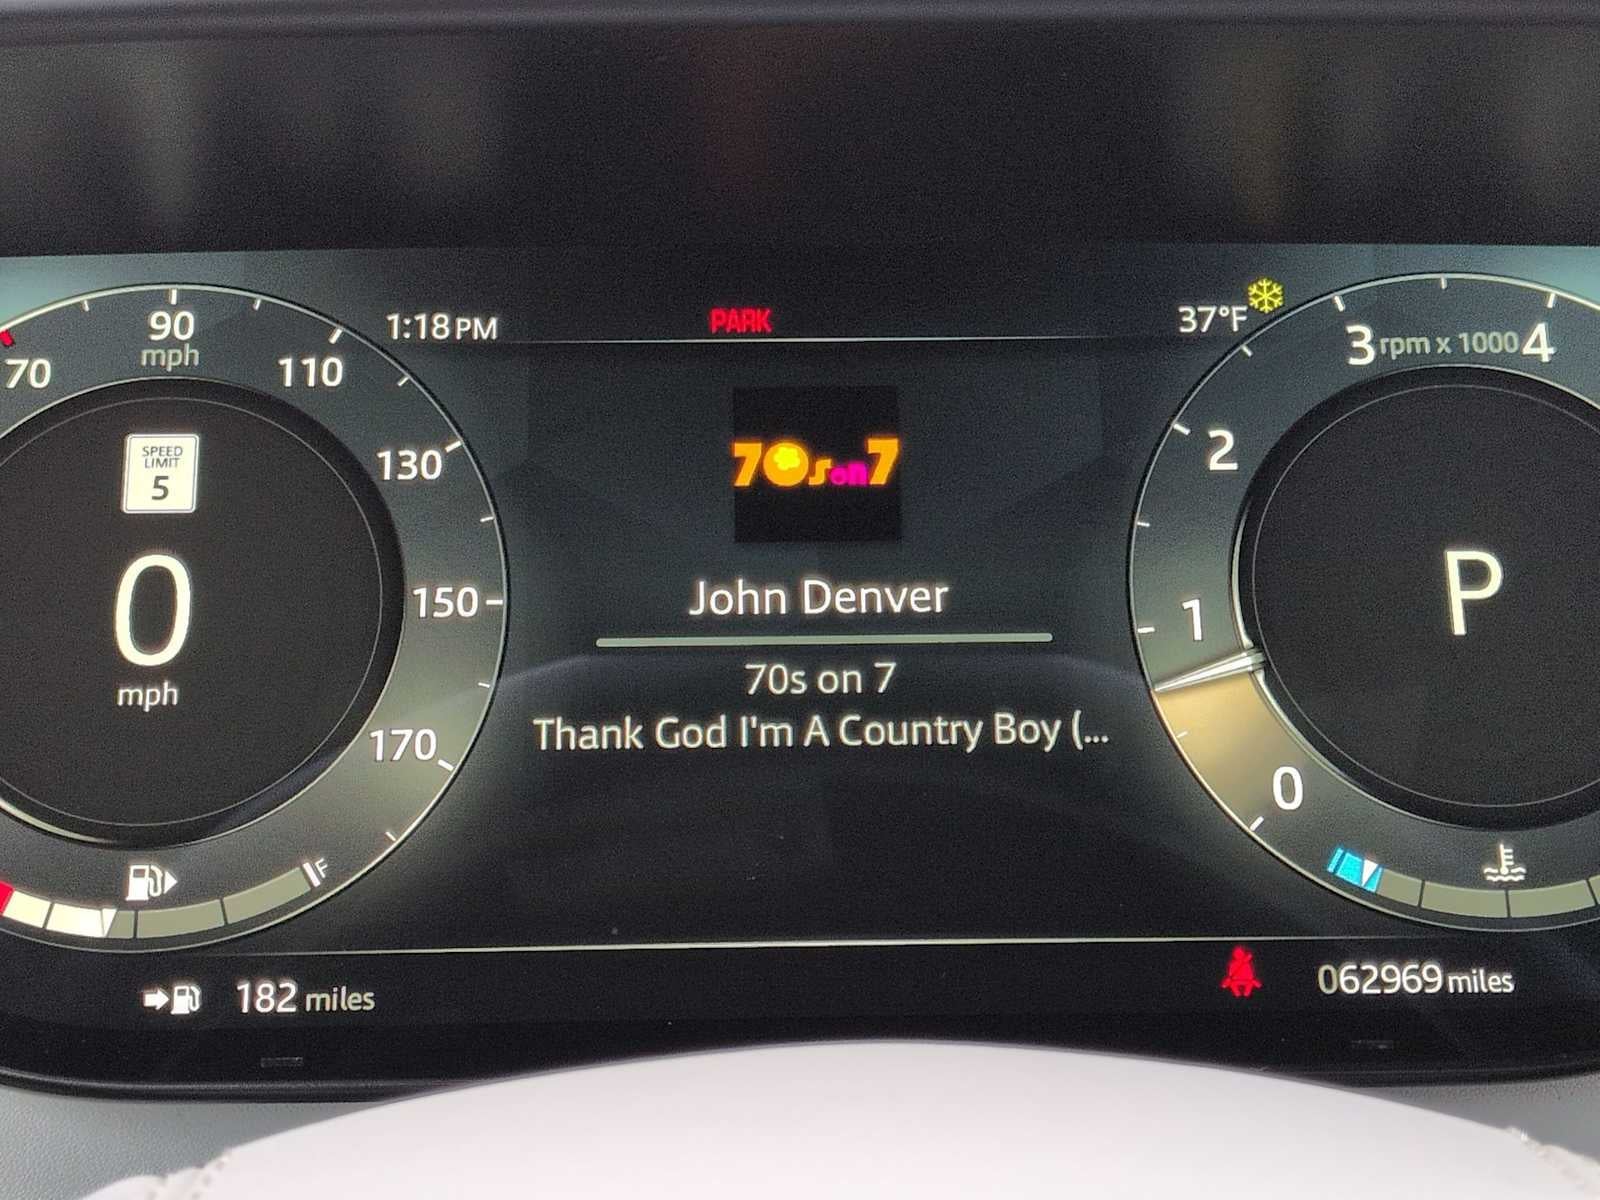 1:18 PM
PARK
37°F
70
90
mph
110
130
150
170
SPEED
LIMIT
5
0
mph
F
70s on 7
John Denver
70s on 7
Thank God I'm A Country Boy (...
3 rpm x 1000 4
2
1
0
P
182 miles
062969 miles